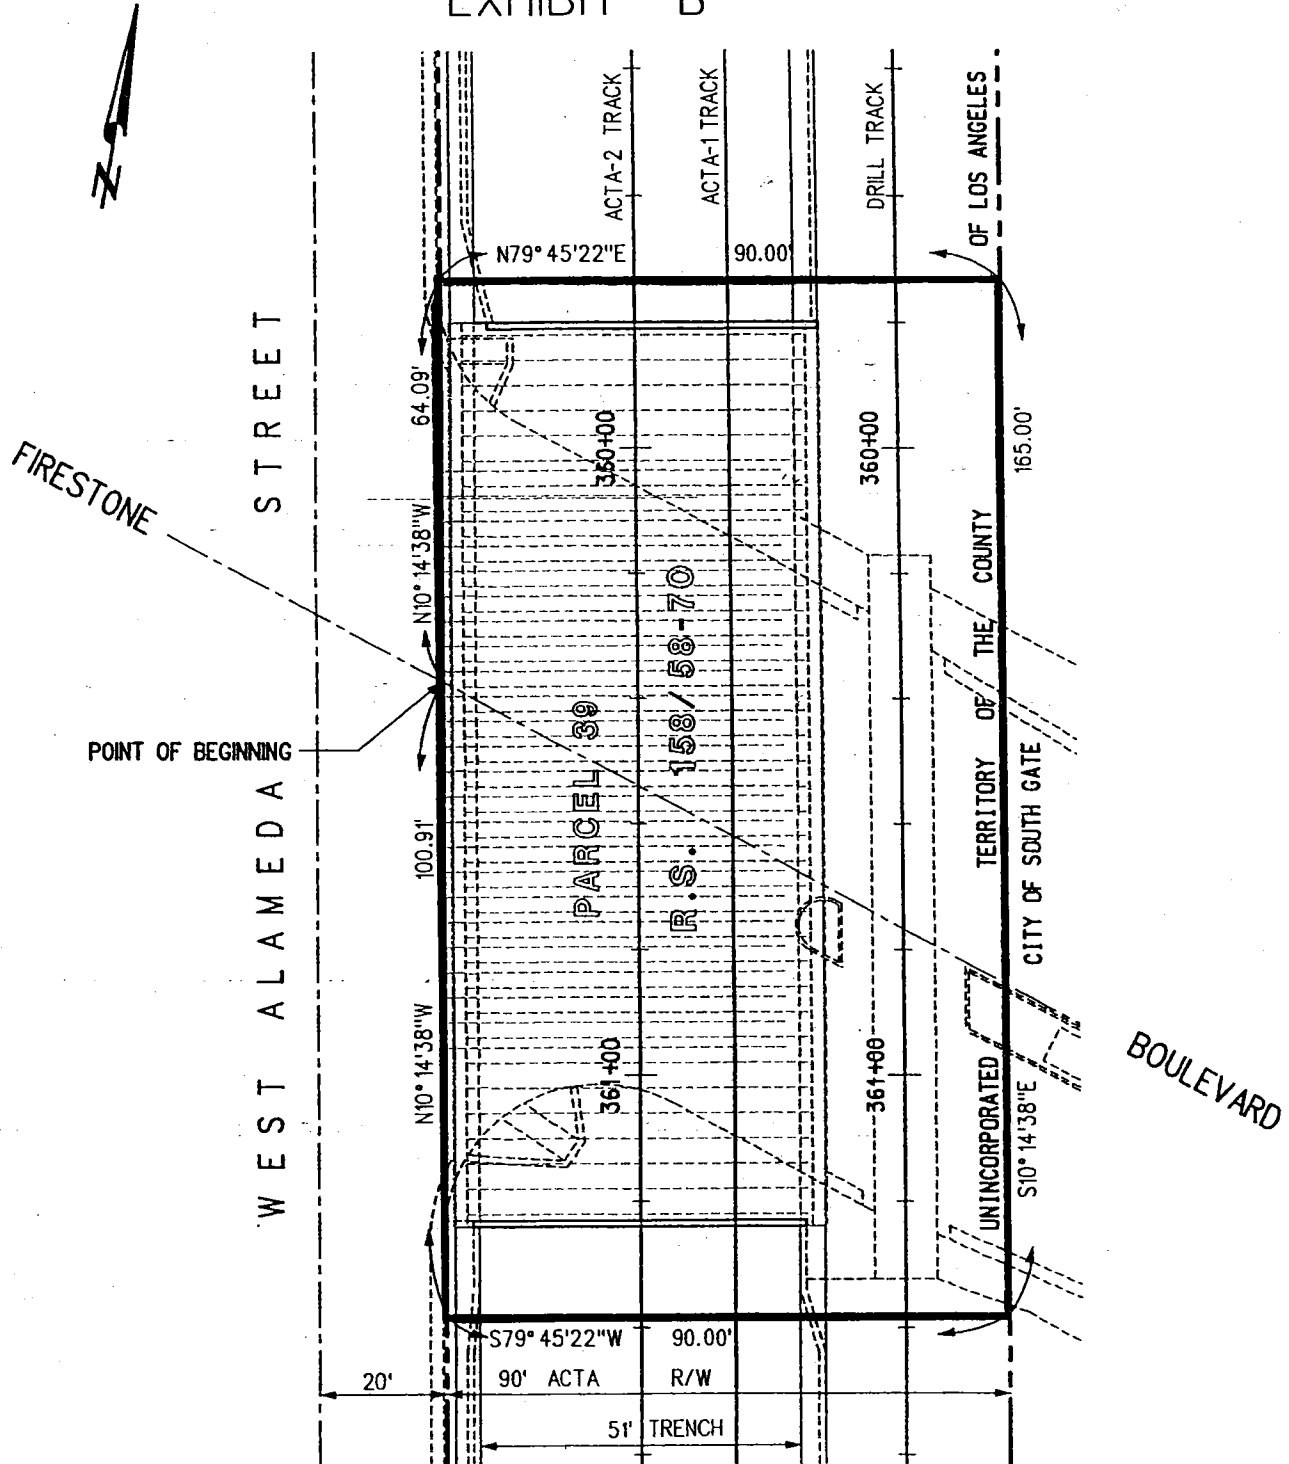 EXHIBIT "B"
N
ACTA-2 TRACK
ACTA-1 TRACK
DRILL TRACK
OF LOS ANGELES
N79°45'22"E
90.00'
STREET
64.09'
360+00
360+00
165.00'
FIRESTONE
N10°14'38"W
THE COUNTY
PARCEL 39
R.S. 158/58-70
OF
POINT OF BEGINNING
TERRITORY
CITY OF SOUTH GATE
WEST ALAMEDA
100.91'
N10°14'38"W
361+00
361+00
UNINCORPORATED
S10°14'38"E
BOULEVARD
S79°45'22"W
90.00'
20'
90' ACTA R/W
51' TRENCH